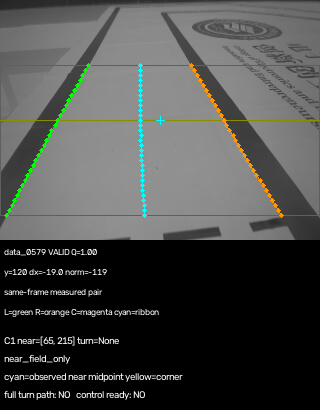 data_0579 VALID Q=1.00
y=120 dx=-19.0 norm=-119
same-frame measured pair
L=green R=orange C=magenta cyan=ribbon
C1 near=[65, 215] turn=None
near_field_only
cyan=observed near midpoint yellow=corner
full turn path: NO control ready: NO